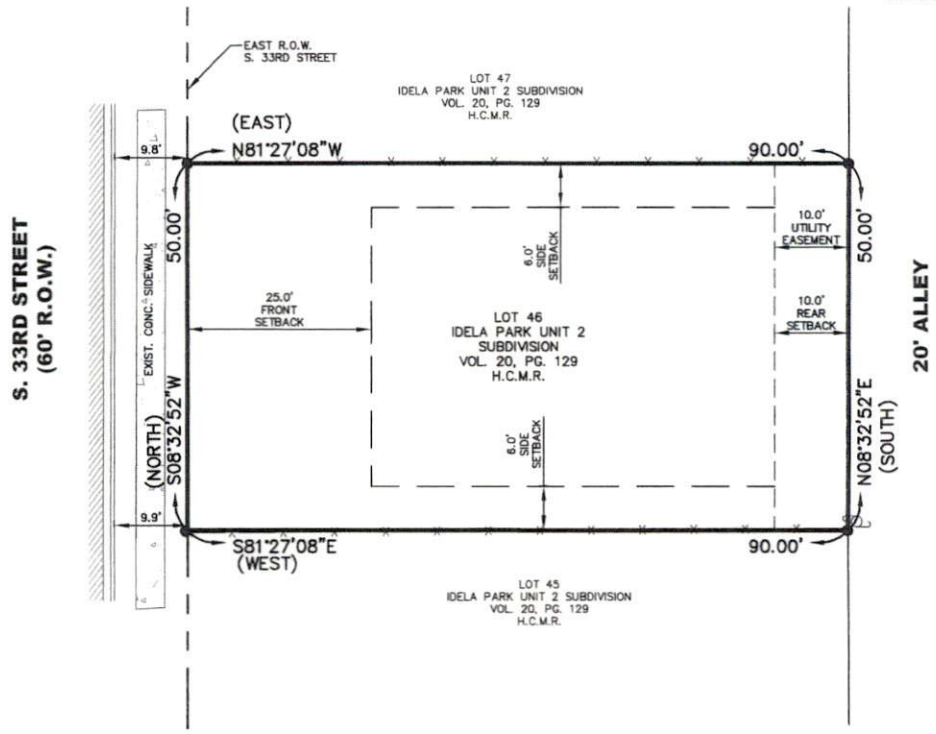 EAST R.O.W.
S. 33RD STREET
LOT 47
IDELA PARK UNIT 2 SUBDIVISION
VOL. 20, PG. 129
H.C.M.R.
(EAST)
N81°27'08"W
90.00'
9.8'
50.00'
50.00'
10.0'
UTILITY
EASEMENT
6.0'
SIDE
SETBACK
S. 33RD STREET
(60' R.O.W.)
EXIST. CONC. SIDEWALK
25.0'
FRONT
SETBACK
LOT 46
IDELA PARK UNIT 2
SUBDIVISION
VOL. 20, PG. 129
H.C.M.R.
10.0'
REAR
SETBACK
20' ALLEY
(NORTH)
S08°32'52"W
6.0'
SIDE
SETBACK
N08°32'52"E
(SOUTH)
9.9'
S81°27'08"E
(WEST)
90.00'
LOT 45
IDELA PARK UNIT 2 SUBDIVISION
VOL. 20, PG. 129
H.C.M.R.